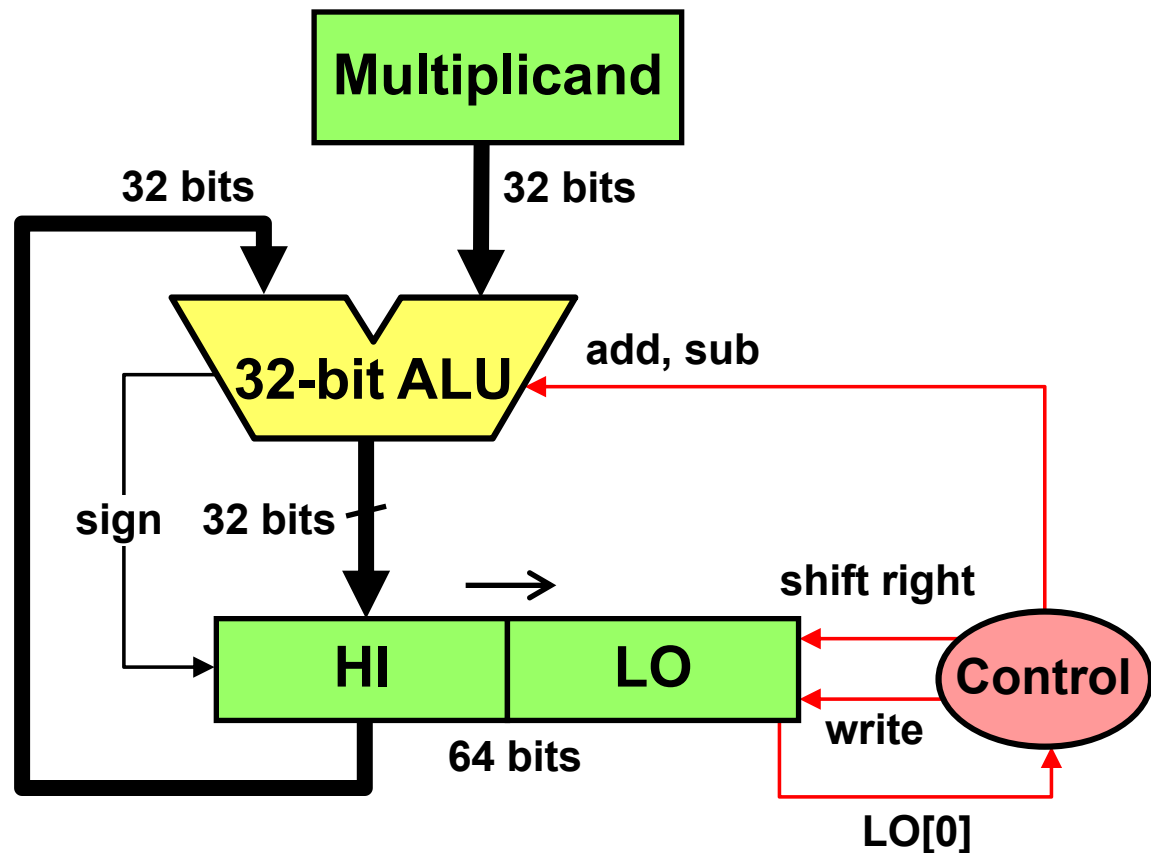 Multiplicand
32 bits
32 bits
add, sub
32-bit ALU
sign
32 bits
shift right
HI
LO
Control
write
64 bits
LO[0]